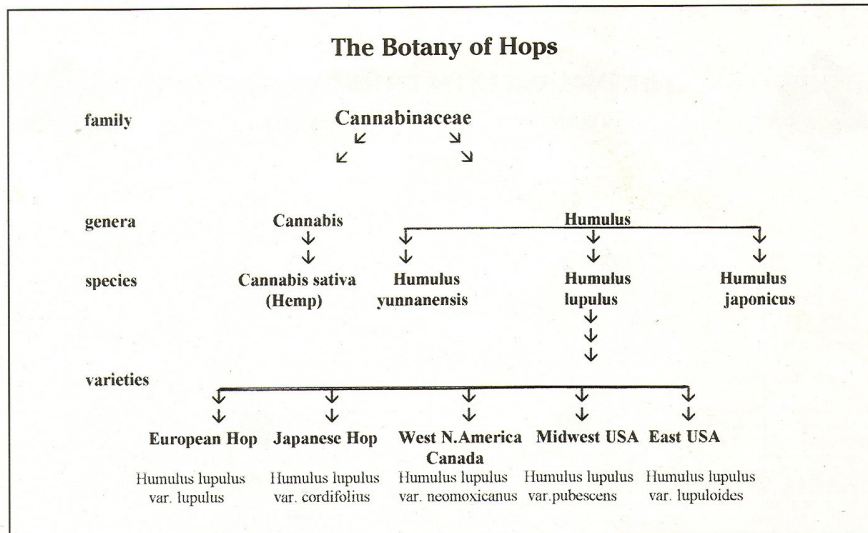 The Botany of Hops
family
Cannabinaceae
genera
Cannabis
Humulus
species
Cannabis sativa
(Hemp)
Humulus
yunnanensis
Humulus
lupulus
Humulus
japonicus
varieties
European Hop
Japanese Hop
West N.America
Canada
Midwest USA
East USA
Humulus lupulus
var. lupulus
Humulus lupulus
var. cordifolius
Humulus lupulus
var. neomoxicanus
Humulus lupulus
var.pubescens
Humulus lupulus
var. lupuloides